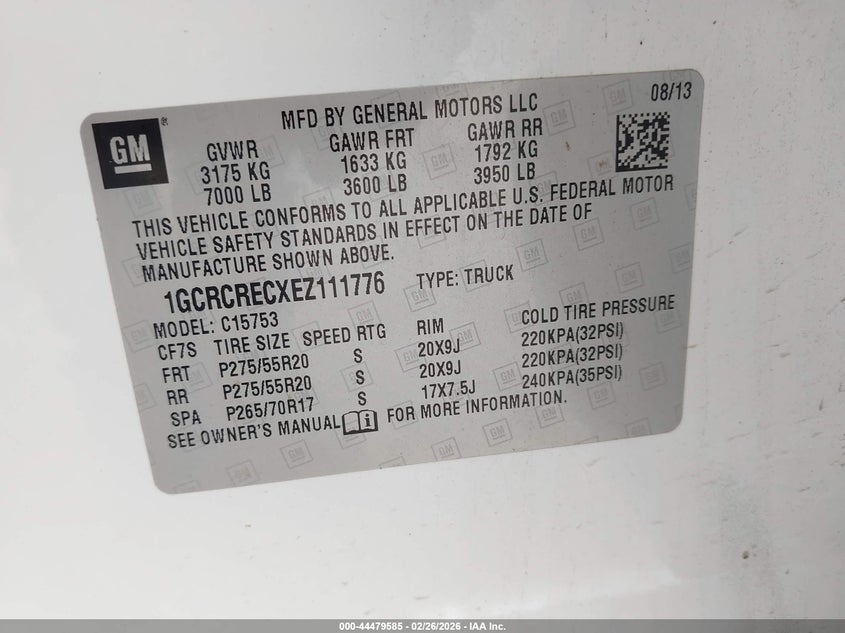 GM®
MFD BY GENERAL MOTORS LLC
08/13
GVWR GAWR FRT GAWR RR
3175 KG 1633 KG 1792 KG
7000 LB 3600 LB 3950 LB
THIS VEHICLE CONFORMS TO ALL APPLICABLE U.S. FEDERAL MOTOR
VEHICLE SAFETY STANDARDS IN EFFECT ON THE DATE OF
MANUFACTURE SHOWN ABOVE.
1GCRCRECXEZ111776 TYPE: TRUCK
MODEL: C15753
CF7S TIRE SIZE SPEED RTG RIM COLD TIRE PRESSURE
FRT P275/55R20 S 20X9J 220KPA(32PSI)
RR P275/55R20 S 20X9J 220KPA(32PSI)
SPA P265/70R17 S 17X7.5J 240KPA(35PSI)
SEE OWNER'S MANUAL FOR MORE INFORMATION.
000-44479585 - 02/26/2026 - IAA Inc.